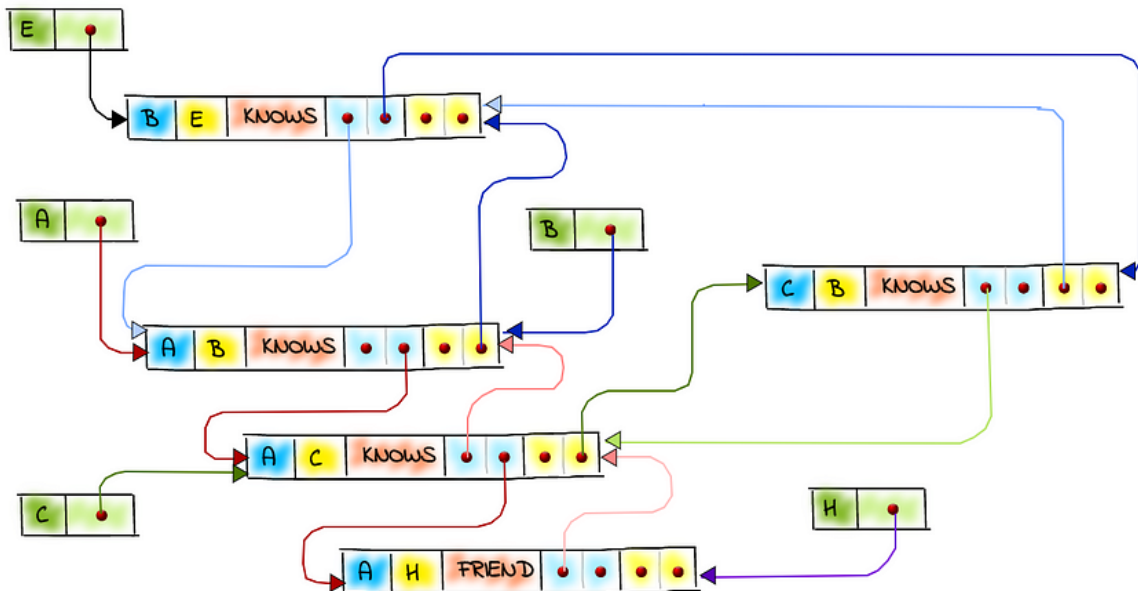 E
B E KNOWS
A
B
C B KNOWS
A B KNOWS
A C KNOWS
C
H
A H FRIEND